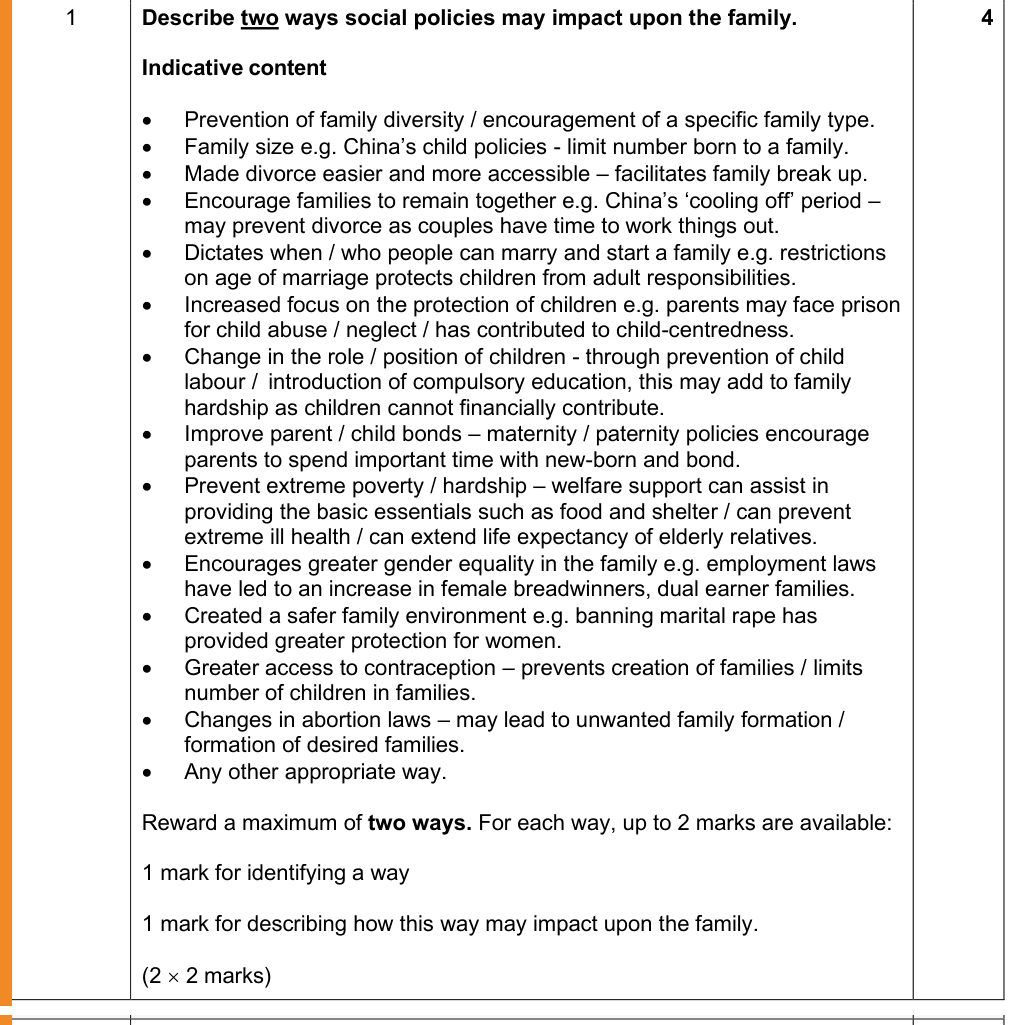 1 Describe two ways social policies may impact upon the family. 4
Indicative content
• Prevention of family diversity / encouragement of a specific family type.
• Family size e.g. China's child policies - limit number born to a family.
• Made divorce easier and more accessible – facilitates family break up.
• Encourage families to remain together e.g. China's 'cooling off' period –
may prevent divorce as couples have time to work things out.
• Dictates when / who people can marry and start a family e.g. restrictions
on age of marriage protects children from adult responsibilities.
• Increased focus on the protection of children e.g. parents may face prison
for child abuse / neglect / has contributed to child-centredness.
• Change in the role / position of children - through prevention of child
labour / introduction of compulsory education, this may add to family
hardship as children cannot financially contribute.
• Improve parent / child bonds – maternity / paternity policies encourage
parents to spend important time with new-born and bond.
• Prevent extreme poverty / hardship – welfare support can assist in
providing the basic essentials such as food and shelter / can prevent
extreme ill health / can extend life expectancy of elderly relatives.
• Encourages greater gender equality in the family e.g. employment laws
have led to an increase in female breadwinners, dual earner families.
• Created a safer family environment e.g. banning marital rape has
provided greater protection for women.
• Greater access to contraception – prevents creation of families / limits
number of children in families.
• Changes in abortion laws – may lead to unwanted family formation /
formation of desired families.
• Any other appropriate way.
Reward a maximum of two ways. For each way, up to 2 marks are available:
1 mark for identifying a way
1 mark for describing how this way may impact upon the family.
(2 × 2 marks)